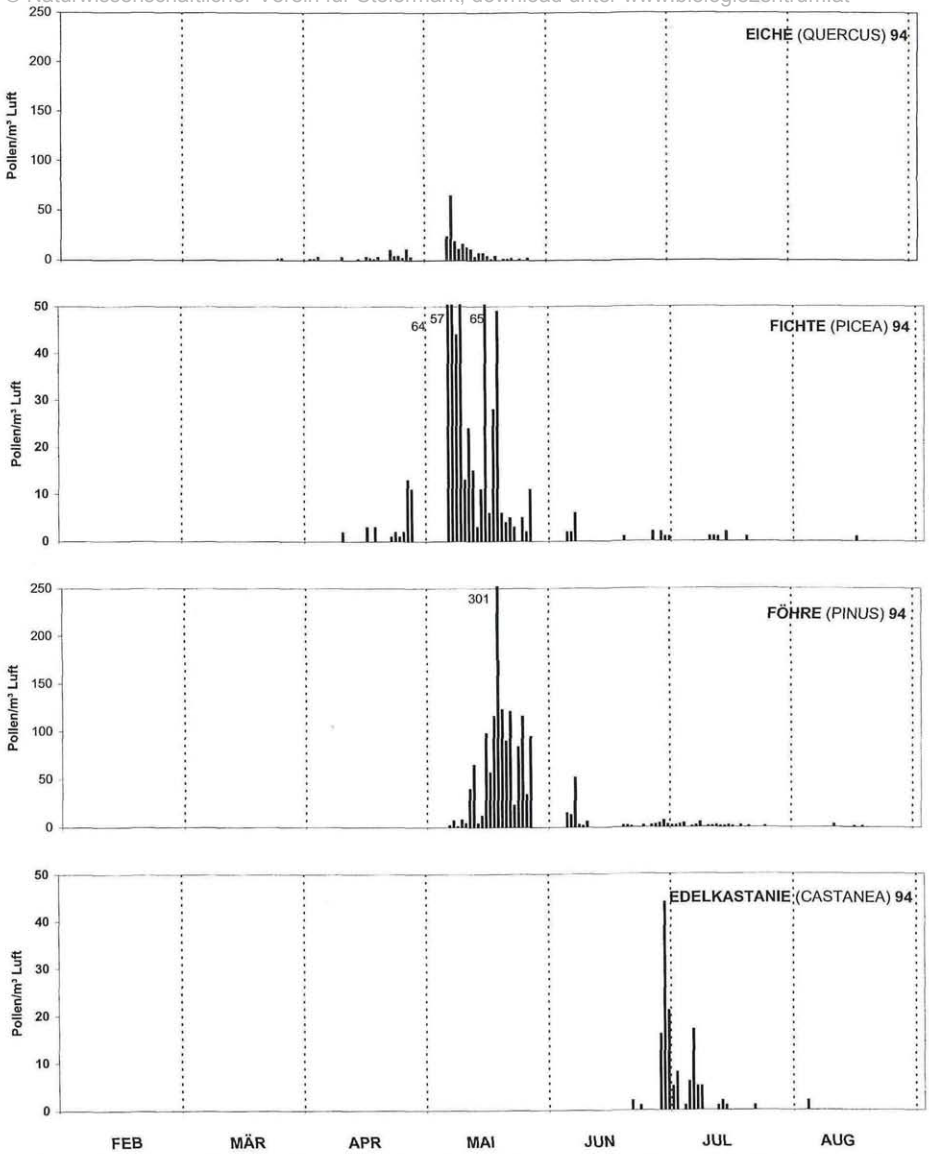 © Naturwissenschaftlicher Verein für Steiermark; download unter www.biologiezentrum.at
250
EICHE (QUERCUS) 94
200
150
100
50
0
Pollen/m³ Luft
50
57
65
64
FICHTE (PICEA) 94
40
30
20
10
0
Pollen/m³ Luft
250
301
FÖHRE (PINUS) 94
200
150
100
50
0
Pollen/m³ Luft
50
EDELKASTANIE (CASTANEA) 94
40
30
20
10
0
Pollen/m³ Luft
FEB MÄR APR MAI JUN JUL AUG